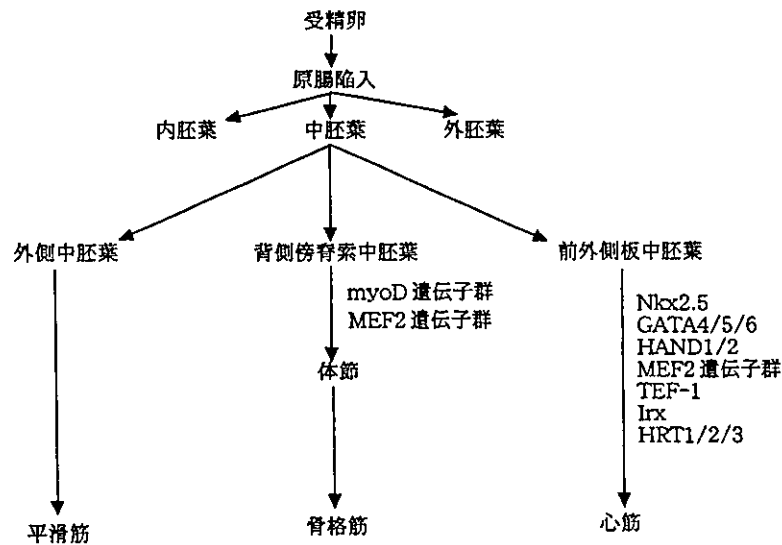 受精卵
原腸陥入
内胚葉
中胚葉
外胚葉
外側中胚葉
背側傍脊索中胚葉
前外側板中胚葉
myoD 遺伝子群
MEF2 遺伝子群
体節
Nkx2.5
GATA4/5/6
HAND1/2
MEF2 遺伝子群
TEF-1
Irx
HRT1/2/3
平滑筋
骨格筋
心筋